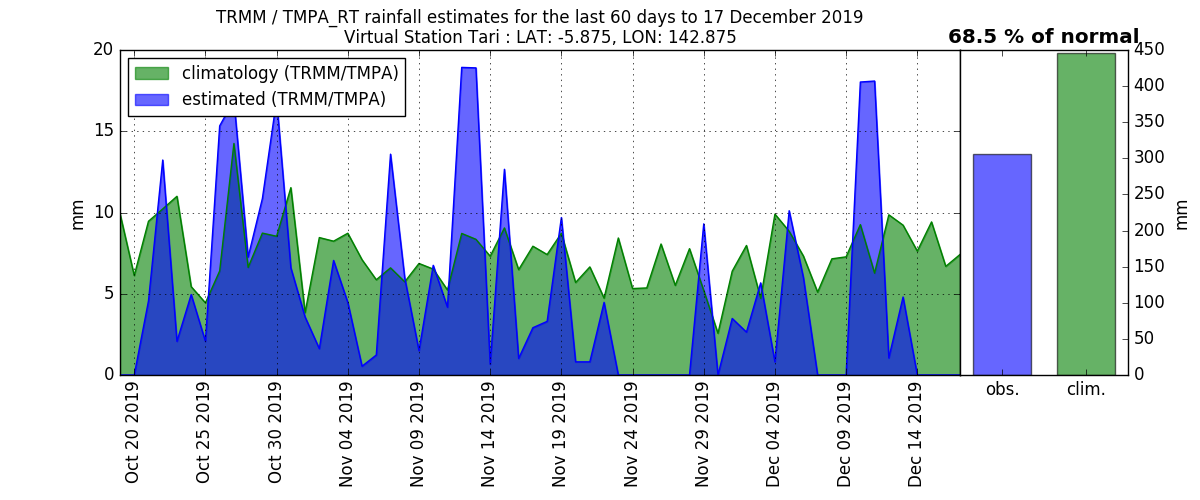 TRMM / TMPA_RT rainfall estimates for the last 60 days to 17 December 2019
Virtual Station Tari : LAT: -5.875, LON: 142.875
68.5 % of normal
climatology (TRMM/TMPA)
estimated (TRMM/TMPA)
20
15
10
5
0
mm
450
400
350
300
250
200
150
100
50
0
mm
obs.
clim.
Oct 20 2019
Oct 25 2019
Oct 30 2019
Nov 04 2019
Nov 09 2019
Nov 14 2019
Nov 19 2019
Nov 24 2019
Nov 29 2019
Dec 04 2019
Dec 09 2019
Dec 14 2019